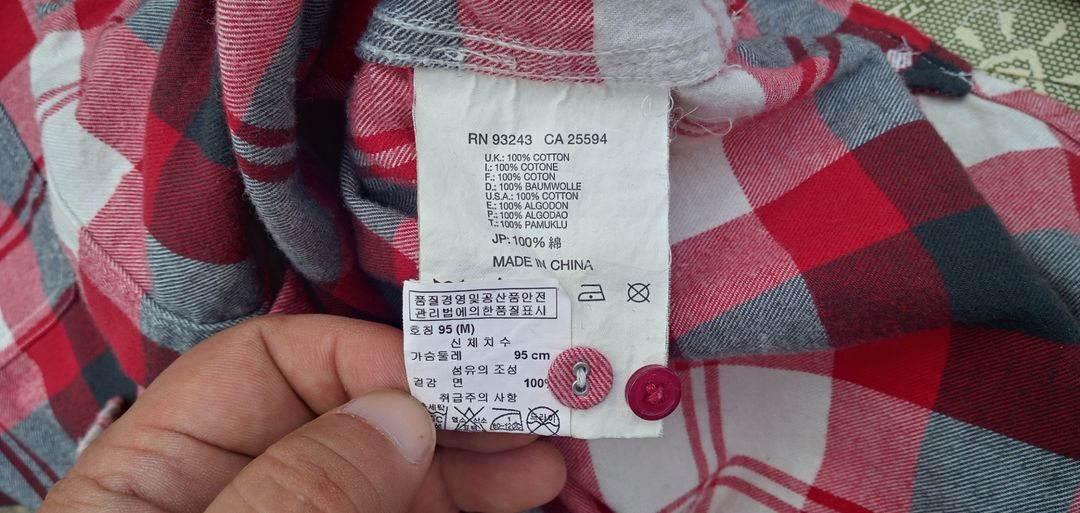 RN 93243 CA 25594
U.K.: 100% COTTON
I.: 100% COTONE
F.: 100% COTON
D.: 100% BAUMWOLLE
U.S.A.: 100% COTTON
E.: 100% ALGODON
P.: 100% ALGODAO
T.: 100% PAMUKLU
JP: 100% 綿
MADE IN CHINA
품질경영및공산품안전
관리법에의한품질표시
호칭 95 (M)
신체치수
가슴둘레 95 cm
섬유의 조성
겉감 면 100%
취급주의 사항